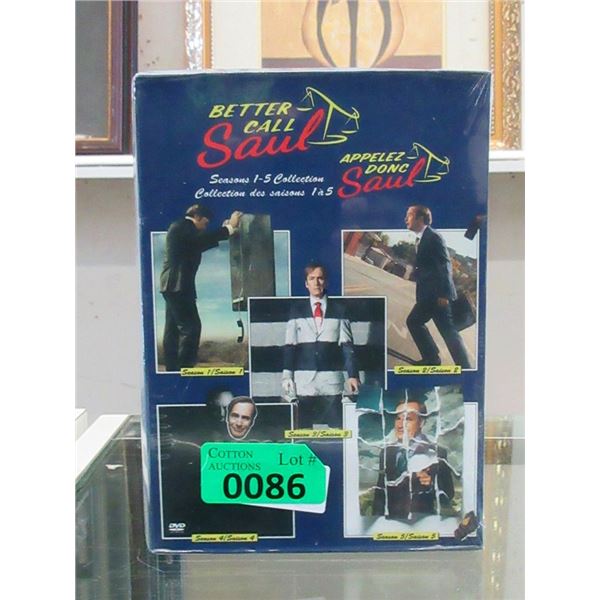 BETTER
CALL
Saul
APPELEZ
DONC
Saul
Seasons 1-5 Collection
Collection des saisons 1 à 5
Season 1/Saison 1
Season 2/Saison 2
Season 3/Saison 3
COTTON
AUCTIONS
Lot #
0086
DVD
Season 4/Saison 4
Season 5/Saison 5